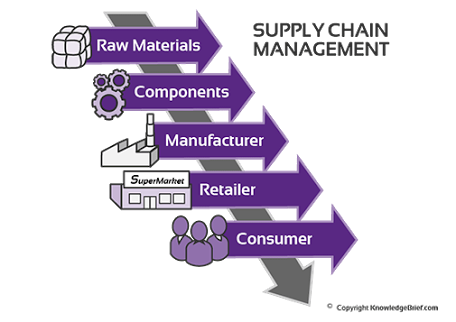 SUPPLY CHAIN
MANAGEMENT
Raw Materials
Components
Manufacturer
SuperMarket
Retailer
Consumer
© Copyright KnowledgeBrief.com